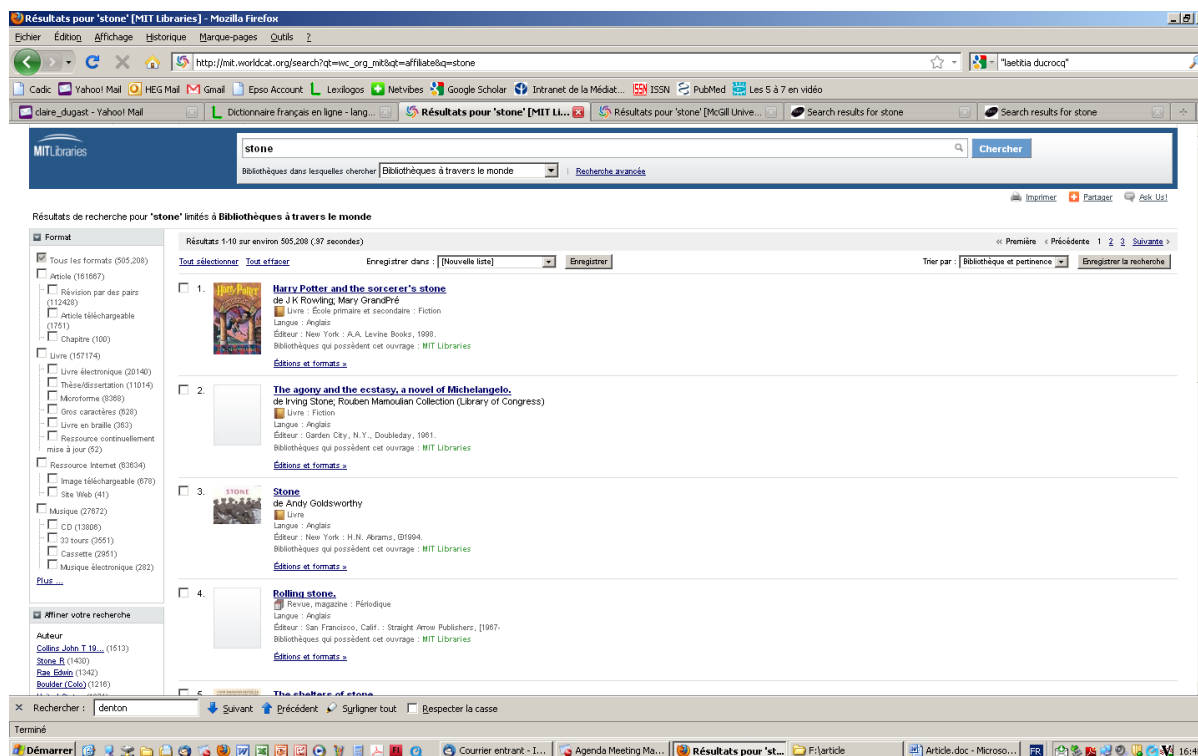 Résultats pour 'stone' [MIT Libraries] - Mozilla Firefox
Fichier Édition Affichage Historique Marque-pages Outils ?
http://mit.worldcat.org/search?qt=wc_org_mit&qt=affiliate&q=stone "laetitia ducrocq"
Cadic Yahoo! Mail HEG Mail Gmail Epso Account Lexilogos Netvibes Google Scholar Intranet de la Médiat... ISSN PubMed Les 5 à 7 en vidéo
claire_dugast - Yahoo! Mail Dictionnaire français en ligne - lang... Résultats pour 'stone' [MIT Li... Résultats pour 'stone' [McGill Unive... Search results for stone Search results for stone
MITLibraries
stone Chercher
Bibliothèques dans lesquelles chercher Bibliothèques à travers le monde Recherche avancée
Imprimer Partager Ask Us!
Résultats de recherche pour 'stone' limités à Bibliothèques à travers le monde
Format
Tous les formats (505,208)
Article (161667)
Révision par des pairs (112428)
Article téléchargeable (1751)
Chapitre (100)
Livre (157174)
Livre électronique (20140)
Thèse/dissertation (11014)
Microforme (8368)
Gros caractères (628)
Livre en braille (363)
Ressource continuellement mise à jour (52)
Ressource Internet (63634)
Image téléchargeable (678)
Site Web (41)
Musique (27672)
CD (13806)
33 tours (3551)
Cassette (2951)
Musique électronique (282)
Plus ...
Affiner votre recherche
Auteur
Collins John T 19... (1513)
Stone R (1430)
Rae Edwin (1342)
Boulder (Colo) (1216)
Résultats 1-10 sur environ 505,208 (.97 secondes) « Première ‹ Précédente 1 2 3 Suivante ›
Tout sélectionner Tout effacer Enregistrer dans : [Nouvelle liste] Enregistrer Trier par : Bibliothèque et pertinence Enregistrer la recherche
1. Harry Potter and the sorcerer's stone
de J K Rowling; Mary GrandPré
Livre : École primaire et secondaire : Fiction
Langue : Anglais
Éditeur : New York : A.A. Levine Books, 1998.
Bibliothèques qui possèdent cet ouvrage : MIT Libraries
Éditions et formats »
2. The agony and the ecstasy, a novel of Michelangelo.
de Irving Stone; Rouben Mamoulian Collection (Library of Congress)
Livre : Fiction
Langue : Anglais
Éditeur : Garden City, N.Y., Doubleday, 1961.
Bibliothèques qui possèdent cet ouvrage : MIT Libraries
Éditions et formats »
STONE
3. Stone
de Andy Goldsworthy
Livre
Langue : Anglais
Éditeur : New York : H.N. Abrams, ©1994.
Bibliothèques qui possèdent cet ouvrage : MIT Libraries
Éditions et formats »
4. Rolling stone.
Revue, magazine : Périodique
Langue : Anglais
Éditeur : San Francisco, Calif. : Straight Arrow Publishers, [1967-
Bibliothèques qui possèdent cet ouvrage : MIT Libraries
Éditions et formats »
5. The shelters of stone
Rechercher : denton Suivant Précédent Surligner tout Respecter la casse
Terminé
Démarrer Courrier entrant - I... Agenda Meeting Ma... Résultats pour 'st... F:\article Article.doc - Microso... FR 16:4